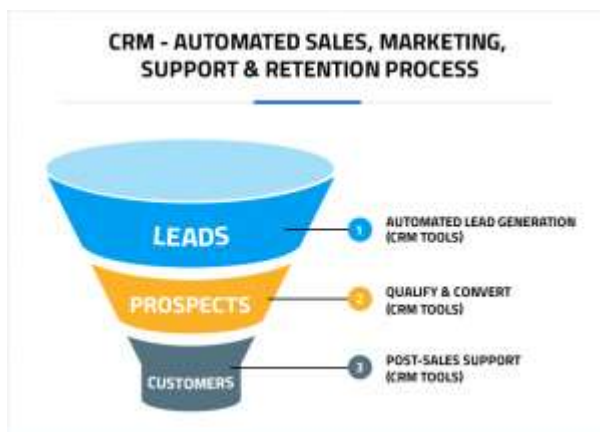 CRM - AUTOMATED SALES, MARKETING,
SUPPORT & RETENTION PROCESS
LEADS
1
AUTOMATED LEAD GENERATION
(CRM TOOLS)
PROSPECTS
2
QUALIFY & CONVERT
(CRM TOOLS)
CUSTOMERS
3
POST-SALES SUPPORT
(CRM TOOLS)